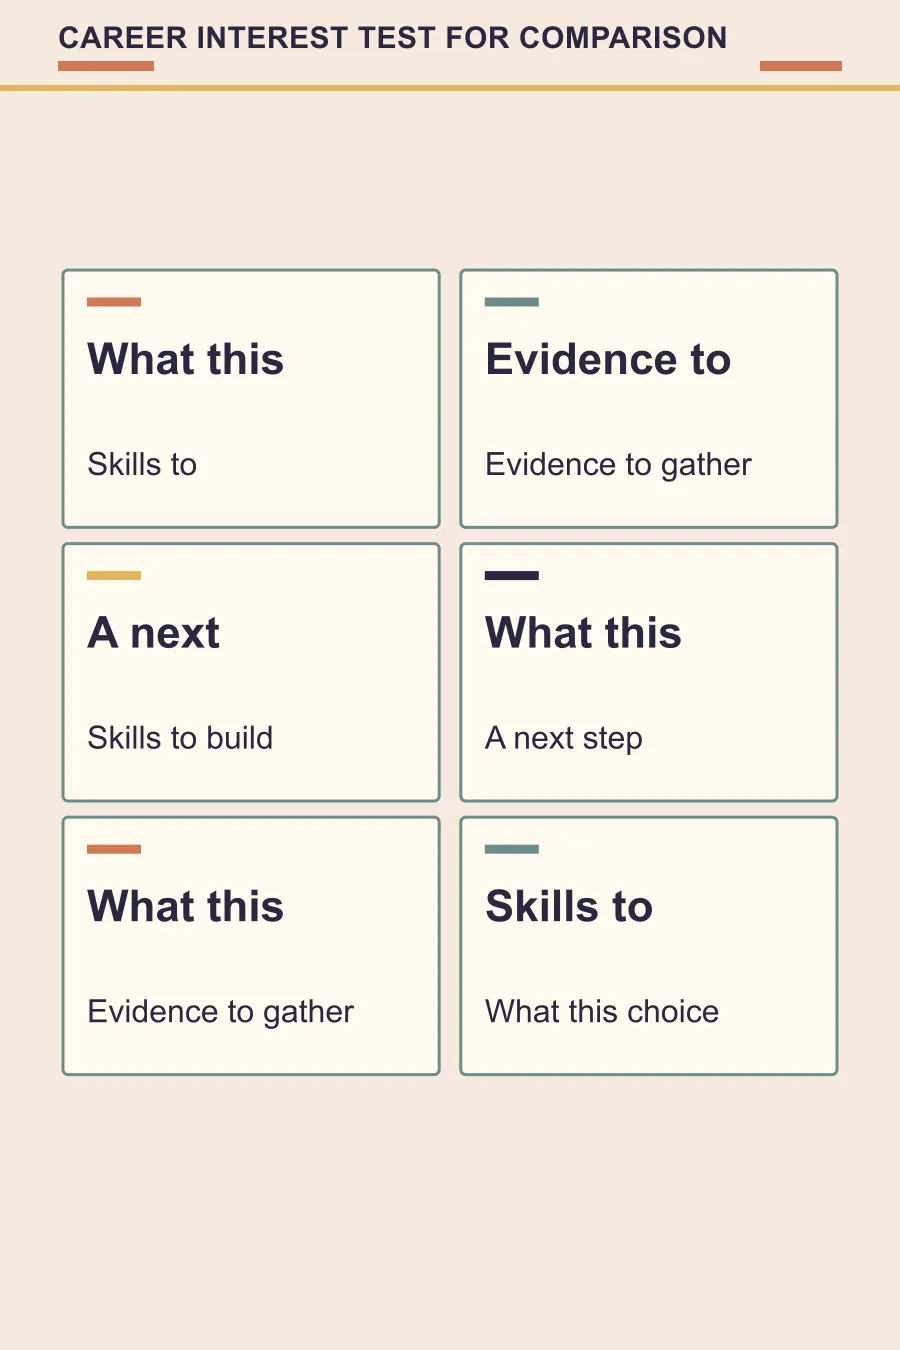 CAREER INTEREST TEST FOR COMPARISON
What this
Skills to
Evidence to
Evidence to gather
A next
Skills to build
What this
A next step
What this
Evidence to gather
Skills to
What this choice